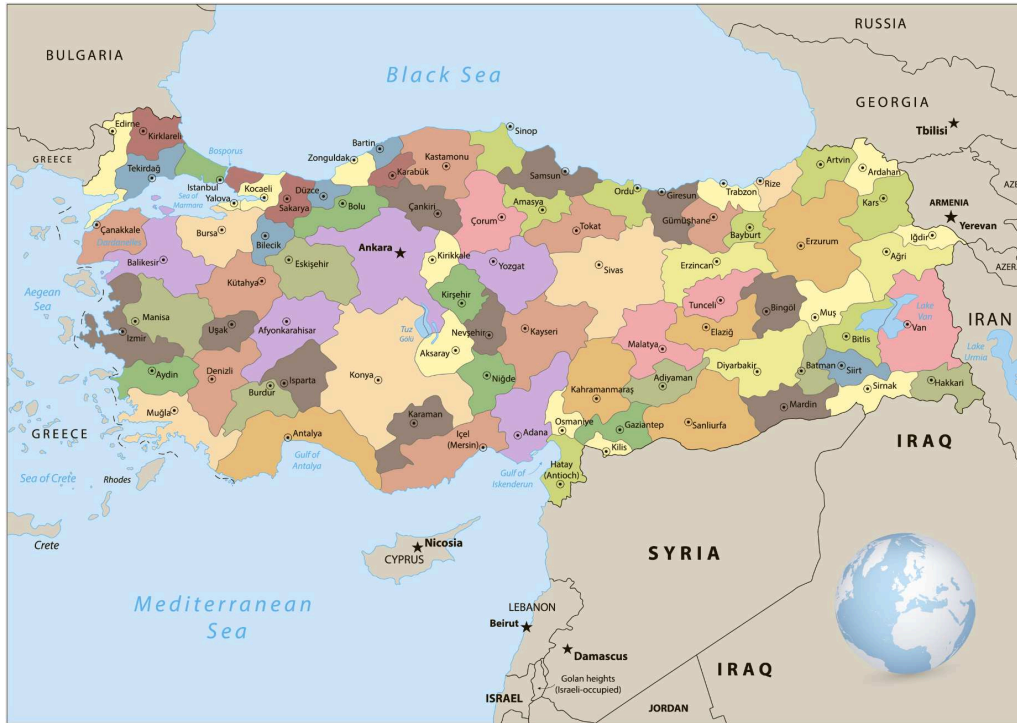 RUSSIA
BULGARIA
Black Sea
GEORGIA
Tbilisi
Edirne
Kirklareli
Sinop
Bartin
Zonguldak
Kastamonu
Artvin
GREECE
Bosporus
Tekirdağ
Karabük
Samsun
Ardahan
Istanbul
Kocaeli
Düzce
Ordu
Giresun
Trabzon
Rize
AZE
Sea of
Marmara
Yalova
Sakarya
Bolu
Çankiri
Amasya
Kars
ARMENIA
Çorum
Gümüşhane
Çanakkale
Bursa
Tokat
Bayburt
Yerevan
Dardanelles
Bilecik
Ankara
Erzurum
Iğdir
Balikesir
Eskişehir
Kirikkale
Yozgat
Sivas
Erzincan
Ağri
AZER
Kütahya
Aegean
Sea
Kirşehir
Tunceli
Bingöl
Lake
Van
Manisa
Uşak
Afyonkarahisar
Tuz
Gölü
Nevşehir
Kayseri
Elaziğ
Muş
Van
IRAN
Izmir
Malatya
Bitlis
Lake
Urmia
Aksaray
Aydin
Denizli
Isparta
Konya
Niğde
Diyarbakir
Batman
Siirt
Burdur
Kahramanmaraş
Adiyaman
Sirnak
Hakkari
Muğla
Karaman
Mardin
Osmaniye
Gaziantep
Sanliurfa
GREECE
Antalya
Içel
(Mersin)
Adana
IRAQ
Kilis
Gulf of
Antalya
Hatay
(Antioch)
Sea of Crete
Rhodes
Gulf of
Iskenderun
Crete
Nicosia
CYPRUS
SYRIA
Mediterranean
Sea
LEBANON
Beirut
Damascus
IRAQ
Golan heights
(Israeli-occupied)
ISRAEL
JORDAN